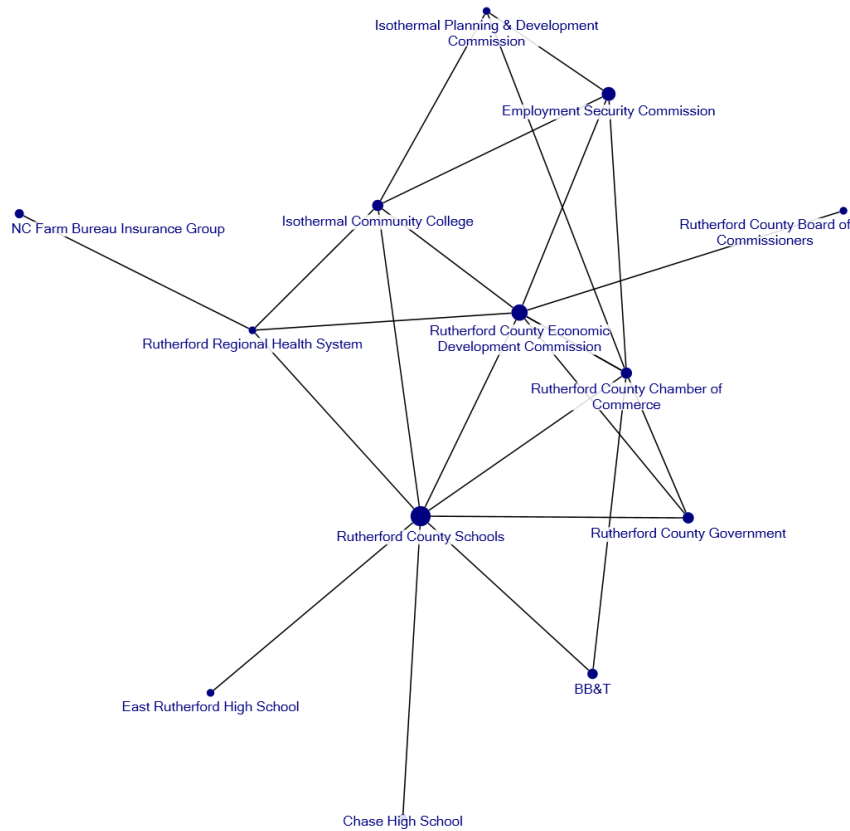 Isothermal Planning & Development
Commission
Employment Security Commission
Isothermal Community College
NC Farm Bureau Insurance Group
Rutherford County Board of
Commissioners
Rutherford County Economic
Development Commission
Rutherford Regional Health System
Rutherford County Chamber of
Commerce
Rutherford County Schools
Rutherford County Government
BB&T
East Rutherford High School
Chase High School